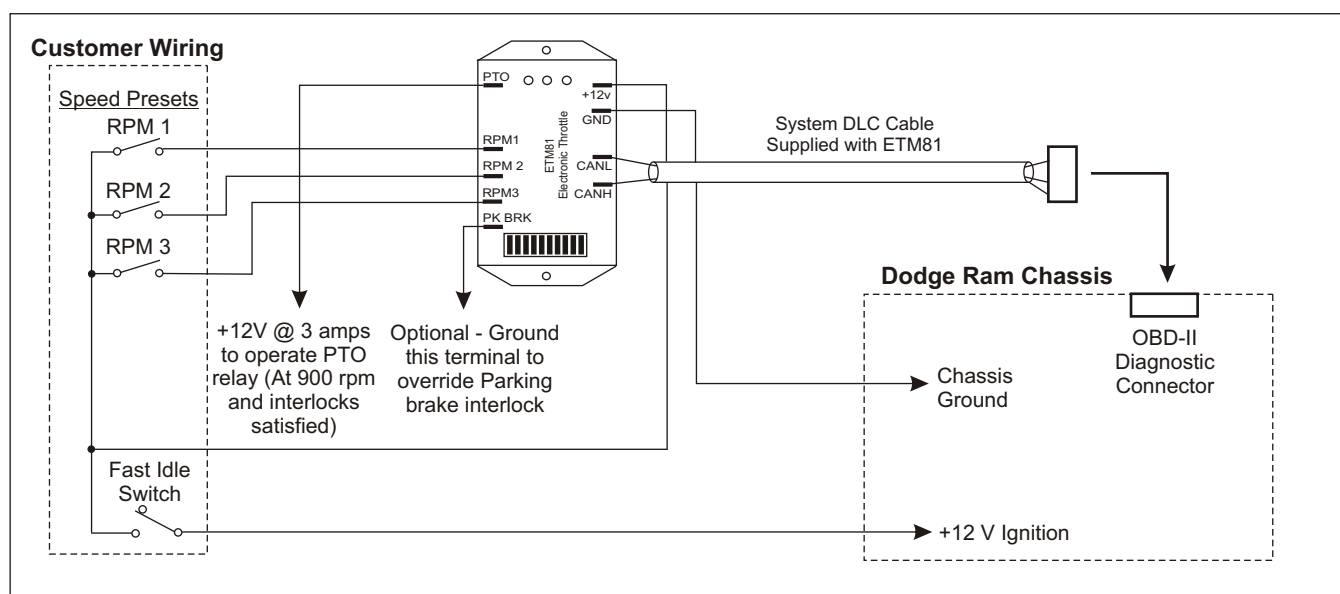 Customer Wiring
Speed Presets
RPM 1
RPM 2
RPM 3
Fast Idle
Switch
PTO
RPM1
RPM 2
RPM3
PK BRK
ETM81
Electronic Throttle
+12v
GND
CANL
CANH
System DLC Cable
Supplied with ETM81
+12V @ 3 amps
to operate PTO
relay (At 900 rpm
and interlocks
satisfied)
Optional - Ground
this terminal to
override Parking
brake interlock
Dodge Ram Chassis
OBD-II
Diagnostic
Connector
Chassis
Ground
+12 V Ignition